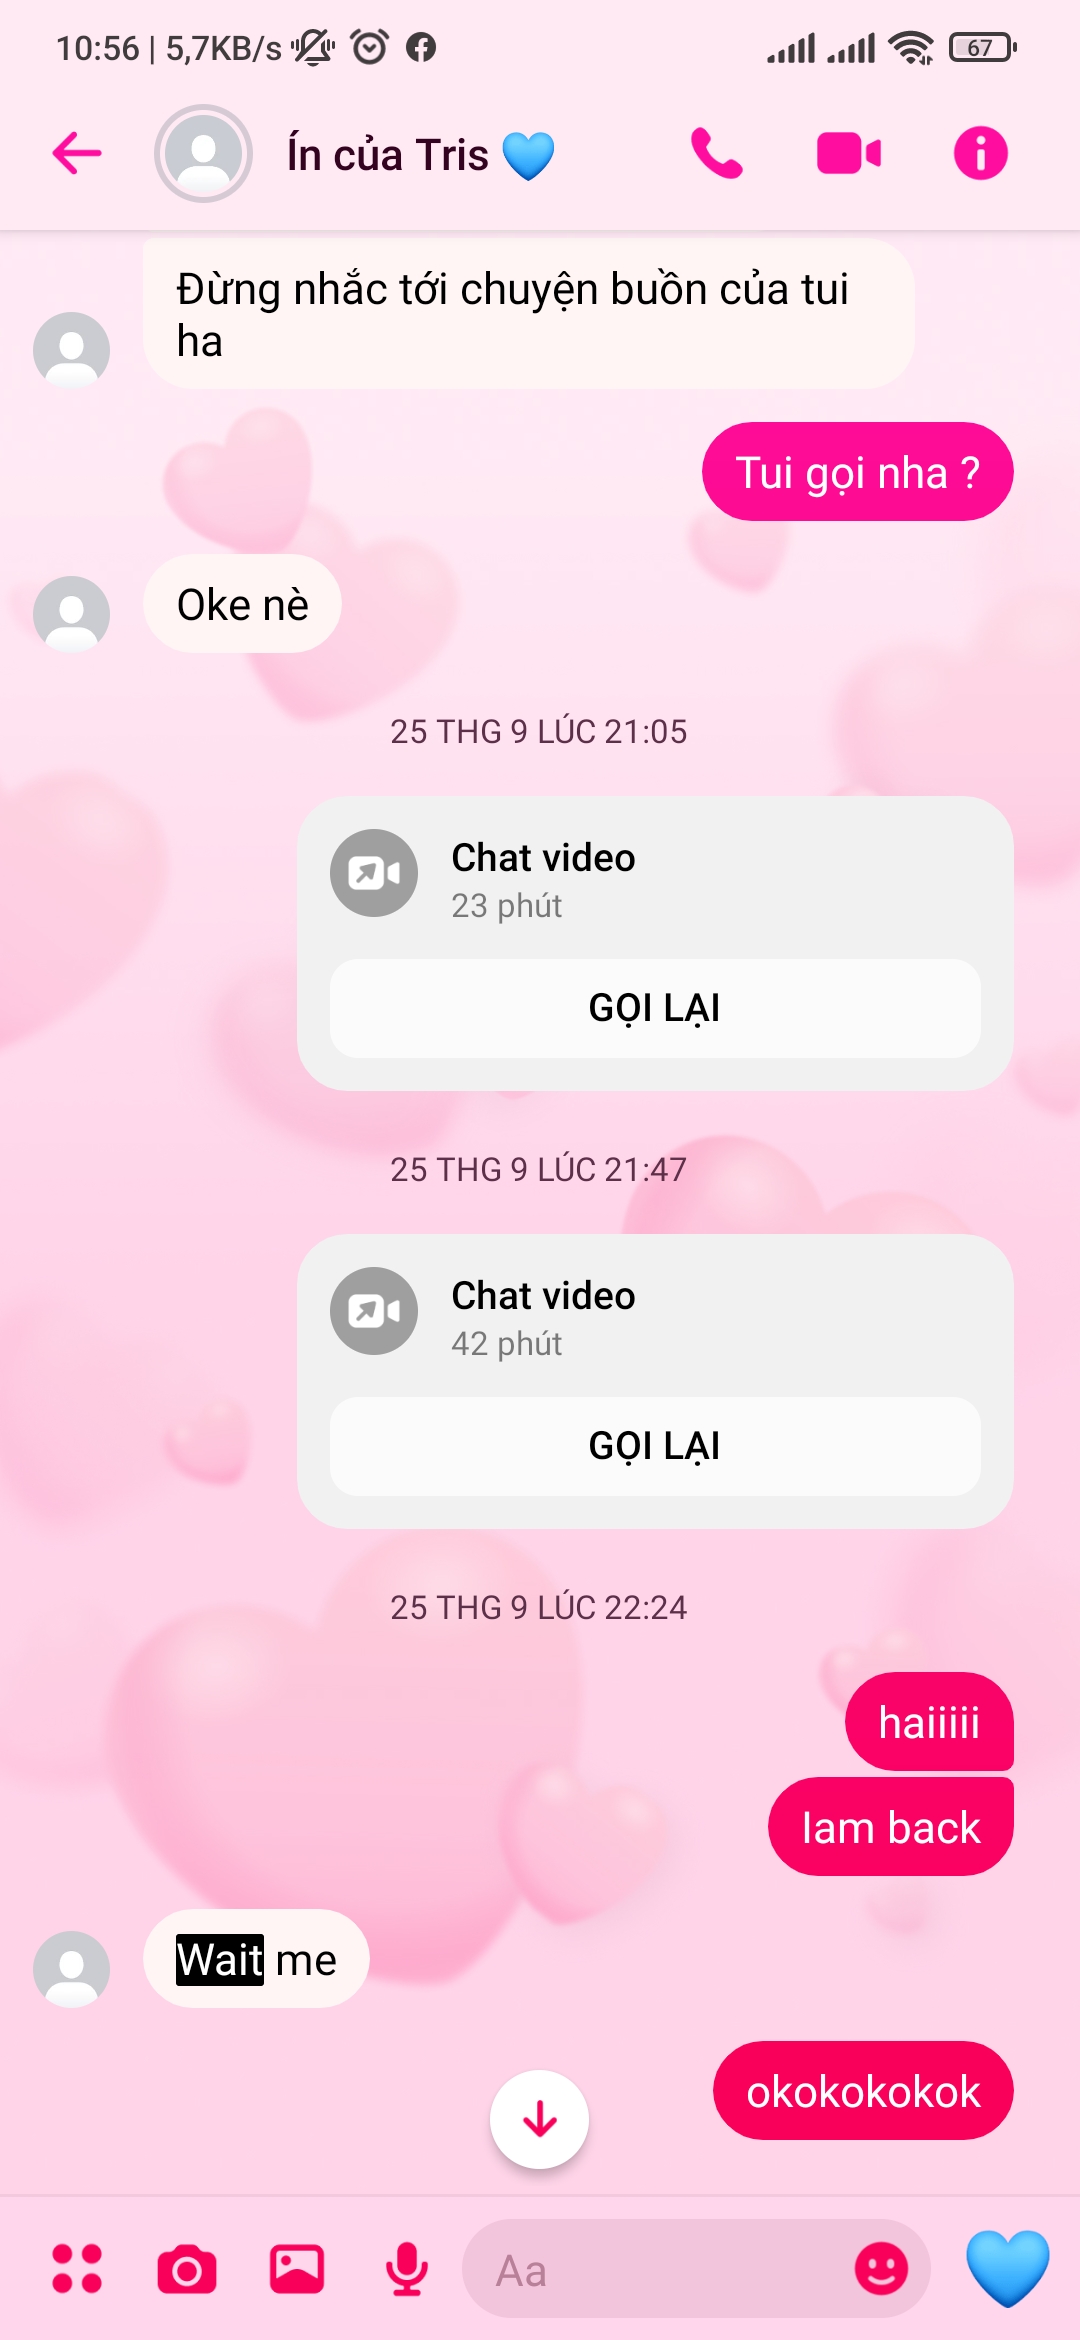 10:56 | 5,7KB/s
67
Ín của Tris 💙
Đừng nhắc tới chuyện buồn của tui
ha
Tui gọi nha ?
Oke nè
25 THG 9 LÚC 21:05
Chat video
23 phút
GỌI LẠI
25 THG 9 LÚC 21:47
Chat video
42 phút
GỌI LẠI
25 THG 9 LÚC 22:24
haiiiii
Iam back
Wait me
okokokokok
Aa